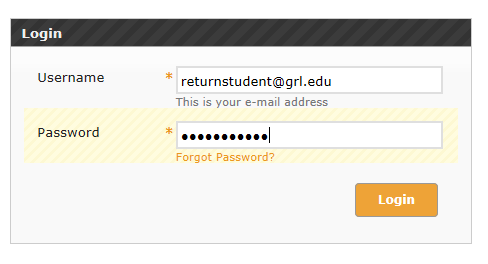 Login
Username * returnstudent@grl.edu
This is your e-mail address
Password * ●●●●●●●●●●●
Forgot Password?
Login